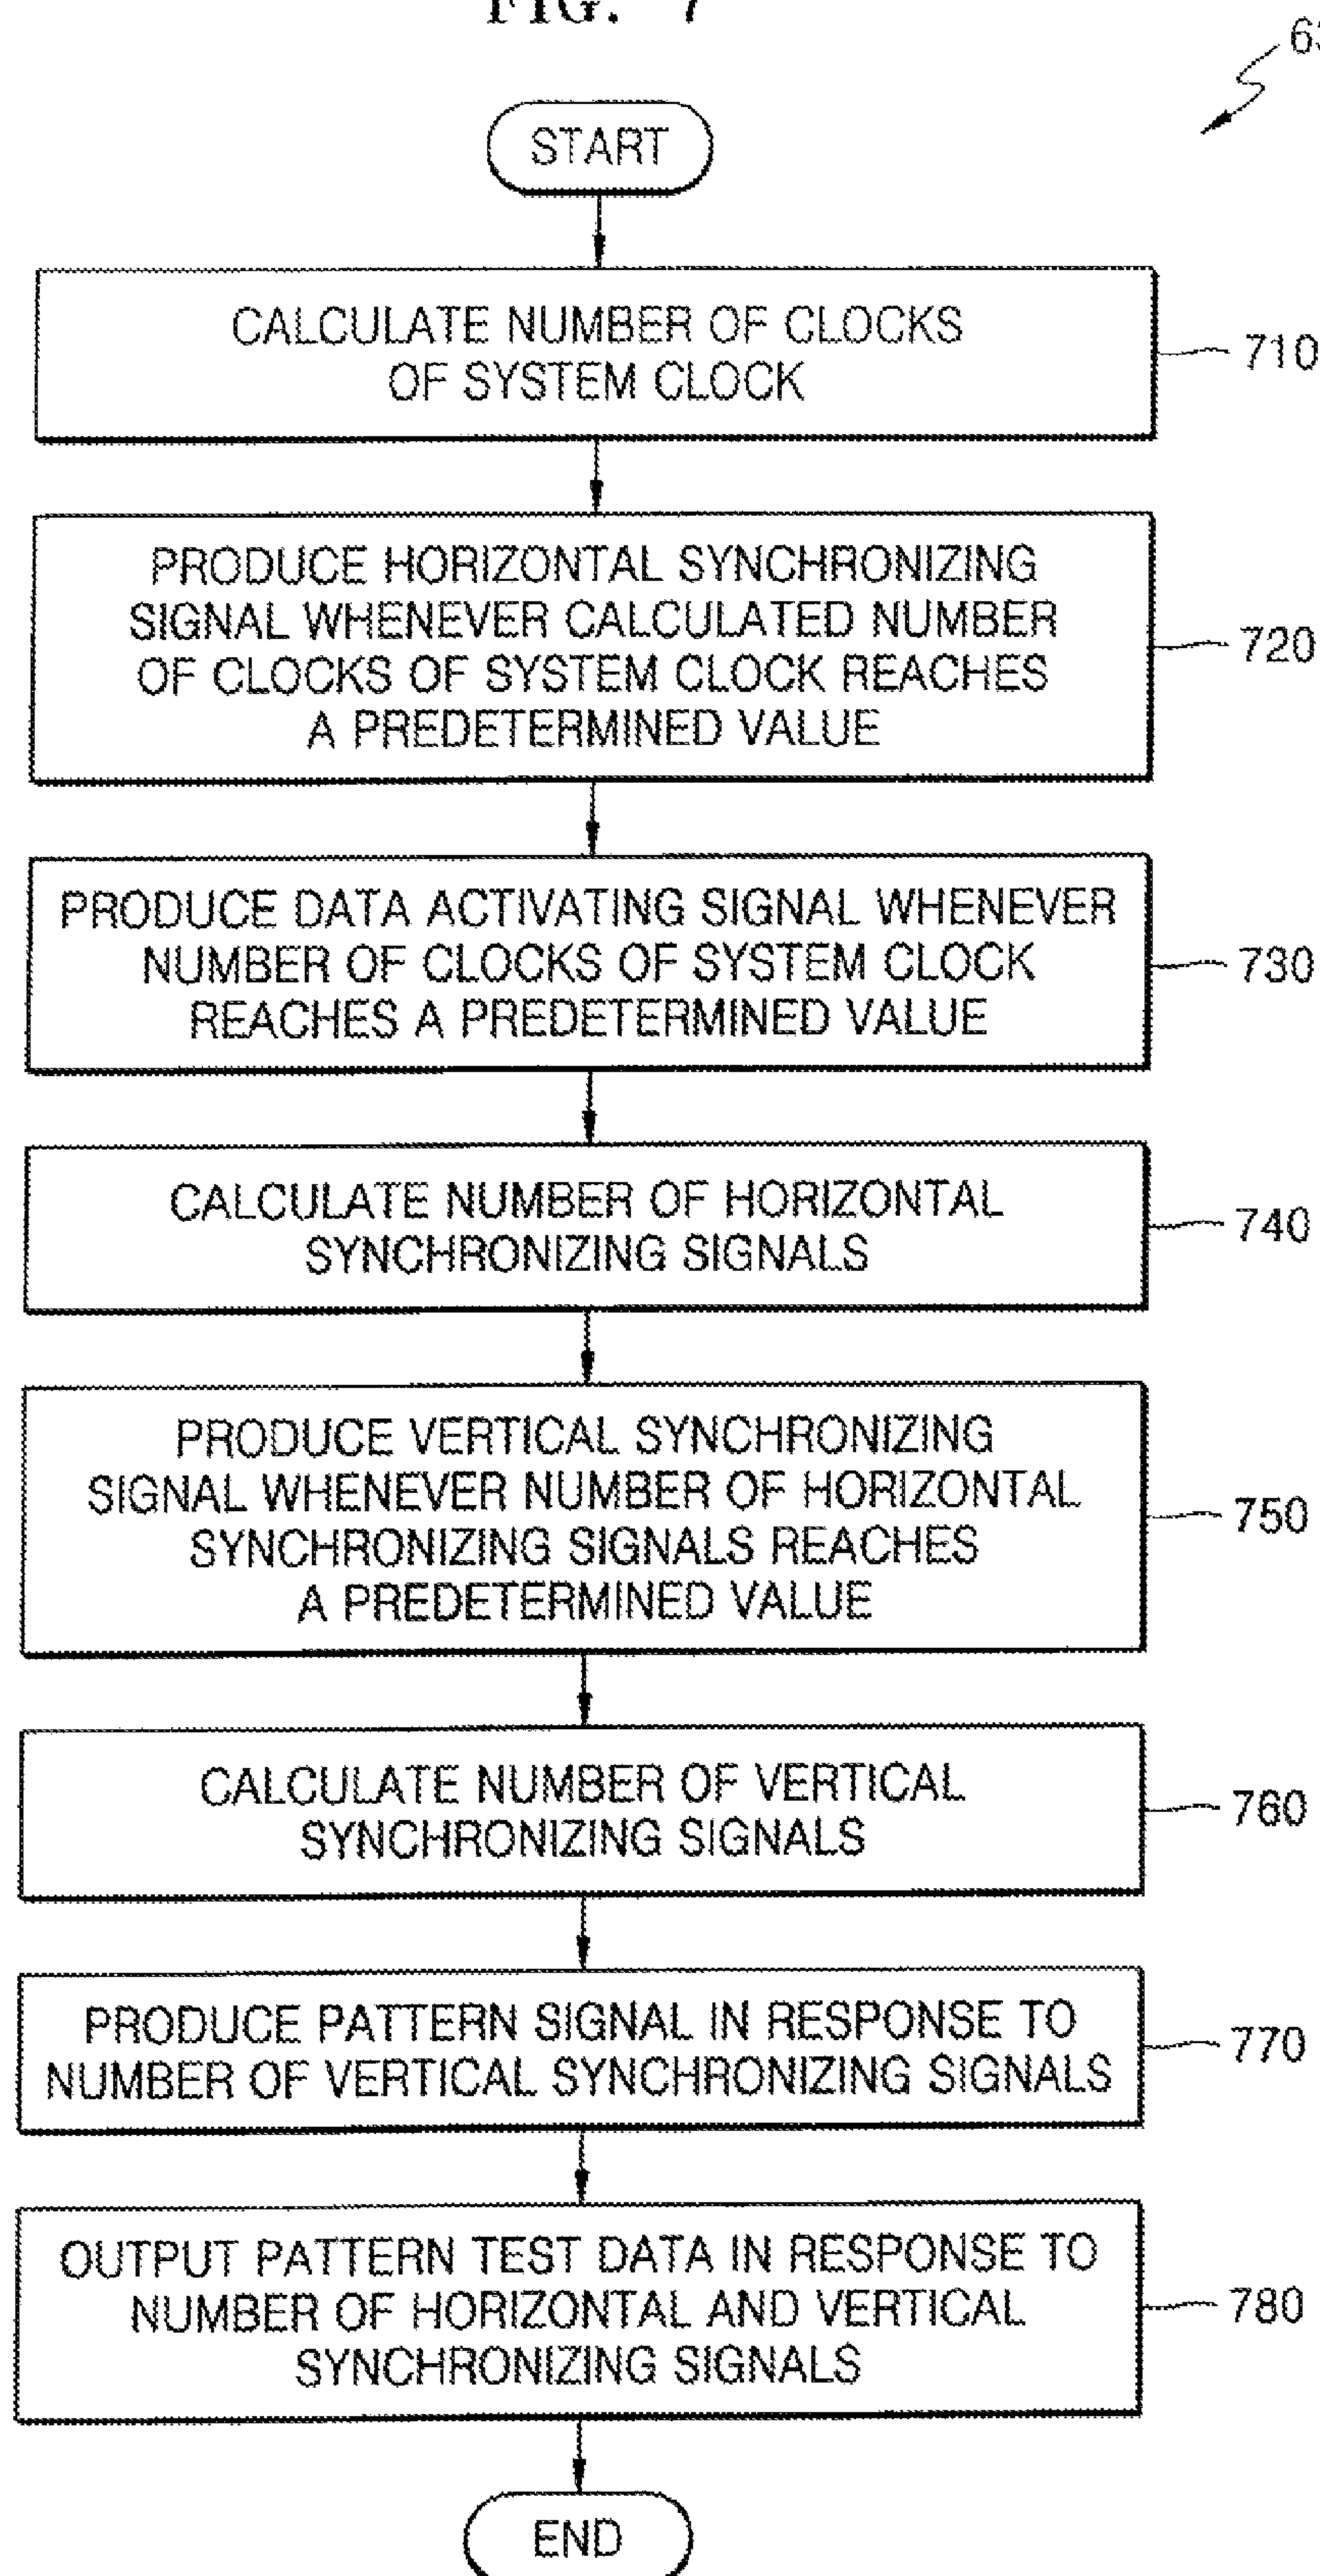 FIG. 7
START
CALCULATE NUMBER OF CLOCKS
OF SYSTEM CLOCK
710
PRODUCE HORIZONTAL SYNCHRONIZING
SIGNAL WHENEVER CALCULATED NUMBER
OF CLOCKS OF SYSTEM CLOCK REACHES
A PREDETERMINED VALUE
720
PRODUCE DATA ACTIVATING SIGNAL WHENEVER
NUMBER OF CLOCKS OF SYSTEM CLOCK
REACHES A PREDETERMINED VALUE
730
CALCULATE NUMBER OF HORIZONTAL
SYNCHRONIZING SIGNALS
740
PRODUCE VERTICAL SYNCHRONIZING
SIGNAL WHENEVER NUMBER OF HORIZONTAL
SYNCHRONIZING SIGNALS REACHES
A PREDETERMINED VALUE
750
CALCULATE NUMBER OF VERTICAL
SYNCHRONIZING SIGNALS
760
PRODUCE PATTERN SIGNAL IN RESPONSE TO
NUMBER OF VERTICAL SYNCHRONIZING SIGNALS
770
OUTPUT PATTERN TEST DATA IN RESPONSE TO
NUMBER OF HORIZONTAL AND VERTICAL
SYNCHRONIZING SIGNALS
780
END